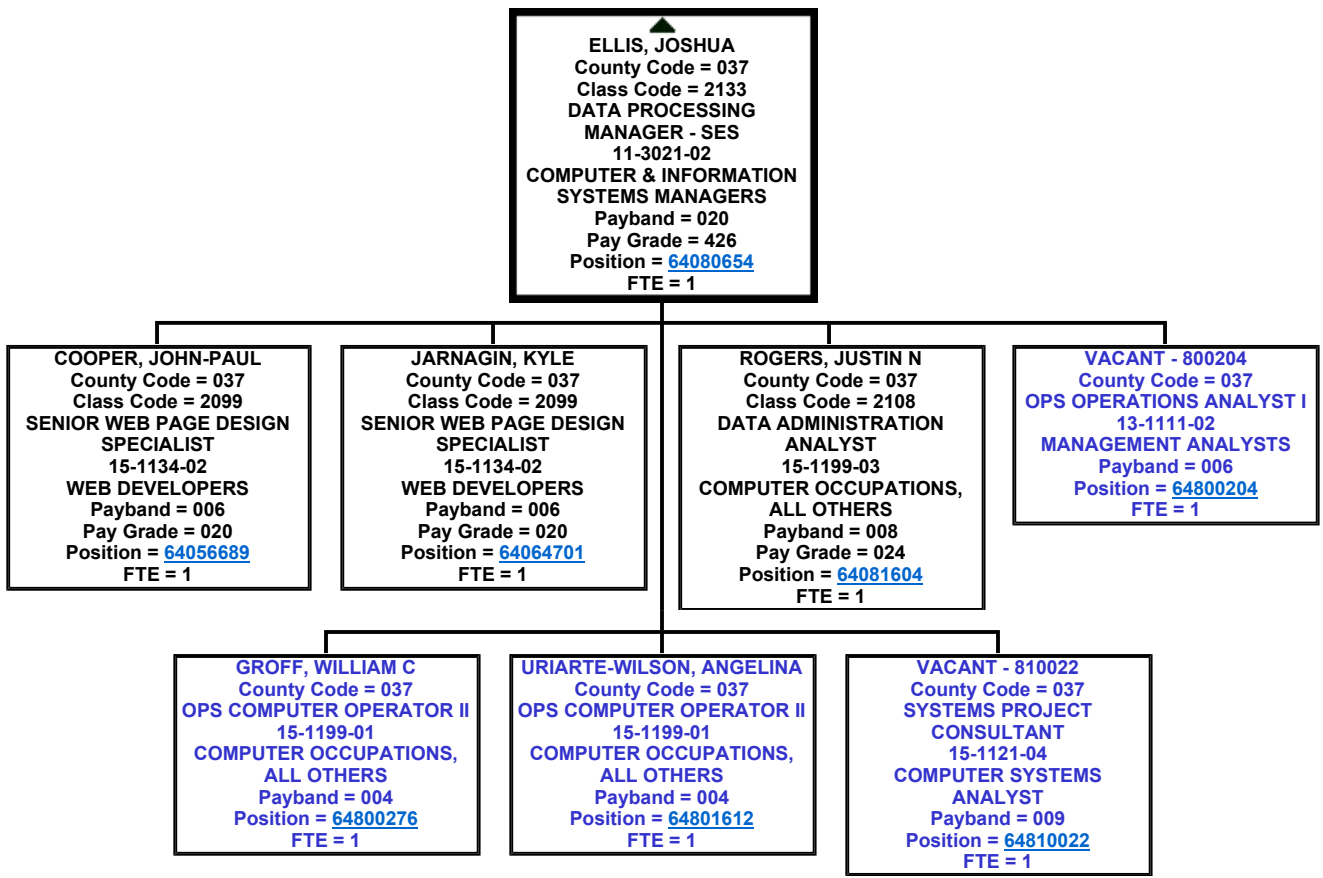 ELLIS, JOSHUA
County Code = 037
Class Code = 2133
DATA PROCESSING
MANAGER - SES
11-3021-02
COMPUTER & INFORMATION
SYSTEMS MANAGERS
Payband = 020
Pay Grade = 426
Position = 64080654
FTE = 1
COOPER, JOHN-PAUL
County Code = 037
Class Code = 2099
SENIOR WEB PAGE DESIGN
SPECIALIST
15-1134-02
WEB DEVELOPERS
Payband = 006
Pay Grade = 020
Position = 64056689
FTE = 1
JARNAGIN, KYLE
County Code = 037
Class Code = 2099
SENIOR WEB PAGE DESIGN
SPECIALIST
15-1134-02
WEB DEVELOPERS
Payband = 006
Pay Grade = 020
Position = 64064701
FTE = 1
ROGERS, JUSTIN N
County Code = 037
Class Code = 2108
DATA ADMINISTRATION
ANALYST
15-1199-03
COMPUTER OCCUPATIONS,
ALL OTHERS
Payband = 008
Pay Grade = 024
Position = 64081604
FTE = 1
VACANT - 800204
County Code = 037
OPS OPERATIONS ANALYST I
13-1111-02
MANAGEMENT ANALYSTS
Payband = 006
Position = 64800204
FTE = 1
GROFF, WILLIAM C
County Code = 037
OPS COMPUTER OPERATOR II
15-1199-01
COMPUTER OCCUPATIONS,
ALL OTHERS
Payband = 004
Position = 64800276
FTE = 1
URIARTE-WILSON, ANGELINA
County Code = 037
OPS COMPUTER OPERATOR II
15-1199-01
COMPUTER OCCUPATIONS,
ALL OTHERS
Payband = 004
Position = 64801612
FTE = 1
VACANT - 810022
County Code = 037
SYSTEMS PROJECT
CONSULTANT
15-1121-04
COMPUTER SYSTEMS
ANALYST
Payband = 009
Position = 64810022
FTE = 1